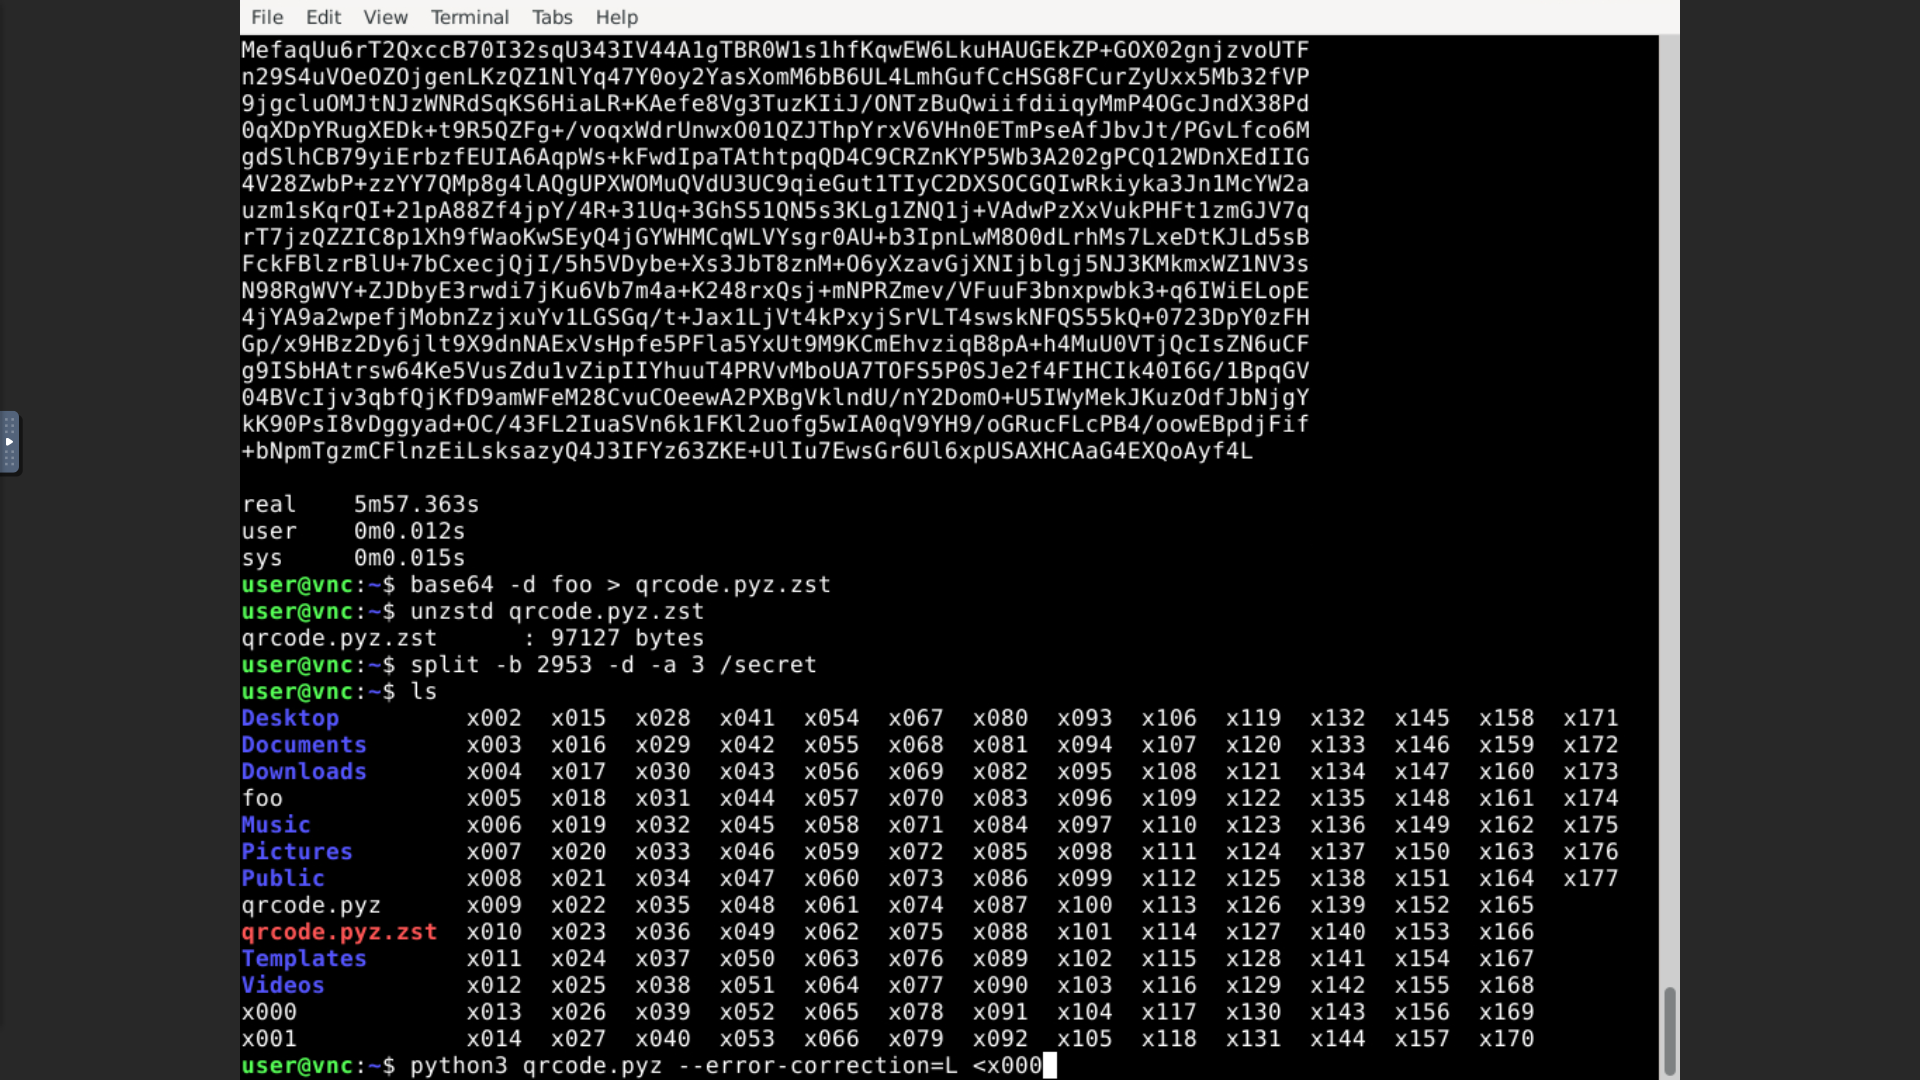 File Edit View Terminal Tabs Help
MefaqUu6rT2QxccB70I32sqU343IV44A1gTBR0W1s1hfKqwEW6LkuHAUGEkZP+GOX02gnjzvoUTF
n29S4uVOeOZOjgenLKzQZ1NlYq47Y0oy2YasXomM6bB6UL4LmhGufCcHSG8FCurZyUxx5Mb32fVP
9jgcluOMJtNJzWNRdSqKS6HiaLR+KAefe8Vg3TuzKIiJ/ONTzBuQwiifdiiqyMmP4OGcJndX38Pd
0qXDpYRugXEDk+t9R5QZFg+/voqxWdrUnwxO01QZJThpYrxV6VHn0ETmPseAfJbvJt/PGvLfco6M
gdSlhCB79yiErbzfEUIA6AqpWs+kFwdIpaTAthtpqQD4C9CRZnKYP5Wb3A202gPCQ12WDnXEdIIG
4V28ZwbP+zzYY7QMp8g4lAQgUPXWOMuQVdU3UC9qieGut1TIyC2DXSOCGQIwRkiyka3Jn1McYW2a
uzm1sKqrQI+21pA88Zf4jpY/4R+31Uq+3GhS51QN5s3KLg1ZNQ1j+VAdwPzXxVukPHFt1zmGJV7q
rT7jzQZZIC8p1Xh9fWaoKwSEyQ4jGYWHMCqWLVYsgr0AU+b3IpnLwM8O0dLrhMs7LxeDtKJLd5sB
FckFBlzrBlU+7bCxecjQjI/5h5VDybe+Xs3JbT8znM+O6yXzavGjXNIjblgj5NJ3KMkmxWZ1NV3s
N98RgWVY+ZJDbyE3rwdi7jKu6Vb7m4a+K248rxQsj+mNPRZmev/VFuuF3bnxpwbk3+q6IWiELopE
4jYA9a2wpefjMobnZzjxuYv1LGSGq/t+Jax1LjVt4kPxyjSrVLT4swskNFQS55kQ+0723DpY0zFH
Gp/x9HBz2Dy6jlt9X9dnNAExVsHpfe5PFla5YxUt9M9KCmEhvziqB8pA+h4MuU0VTjQcIsZN6uCF
g9ISbHAtrsw64Ke5VusZdu1vZipIIYhuuT4PRVvMboUA7TOFS5P0SJe2f4FIHCIk40I6G/1BpqGV
04BVcIjv3qbfQjKfD9amWFeM28CvuCOeewA2PXBgVklndU/nY2DomO+U5IWyMekJKuzOdfJbNjgY
kK90PsI8vDggyad+OC/43FL2IuaSVn6k1FKl2uofg5wIA0qV9YH9/oGRucFLcPB4/oowEBpdjFif
+bNpmTgzmCFlnzEiLsksazyQ4J3IFYz63ZKE+UlIu7EwsGr6Ul6xpUSAXHCAaG4EXQoAyf4L
real 5m57.363s
user 0m0.012s
sys 0m0.015s
user@vnc:~$ base64 -d foo > qrcode.pyz.zst
user@vnc:~$ unzstd qrcode.pyz.zst
qrcode.pyz.zst : 97127 bytes
user@vnc:~$ split -b 2953 -d -a 3 /secret
user@vnc:~$ ls
Desktop x002 x015 x028 x041 x054 x067 x080 x093 x106 x119 x132 x145 x158 x171
Documents x003 x016 x029 x042 x055 x068 x081 x094 x107 x120 x133 x146 x159 x172
Downloads x004 x017 x030 x043 x056 x069 x082 x095 x108 x121 x134 x147 x160 x173
foo x005 x018 x031 x044 x057 x070 x083 x096 x109 x122 x135 x148 x161 x174
Music x006 x019 x032 x045 x058 x071 x084 x097 x110 x123 x136 x149 x162 x175
Pictures x007 x020 x033 x046 x059 x072 x085 x098 x111 x124 x137 x150 x163 x176
Public x008 x021 x034 x047 x060 x073 x086 x099 x112 x125 x138 x151 x164 x177
qrcode.pyz x009 x022 x035 x048 x061 x074 x087 x100 x113 x126 x139 x152 x165
qrcode.pyz.zst x010 x023 x036 x049 x062 x075 x088 x101 x114 x127 x140 x153 x166
Templates x011 x024 x037 x050 x063 x076 x089 x102 x115 x128 x141 x154 x167
Videos x012 x025 x038 x051 x064 x077 x090 x103 x116 x129 x142 x155 x168
x000 x013 x026 x039 x052 x065 x078 x091 x104 x117 x130 x143 x156 x169
x001 x014 x027 x040 x053 x066 x079 x092 x105 x118 x131 x144 x157 x170
user@vnc:~$ python3 qrcode.pyz --error-correction=L <x000